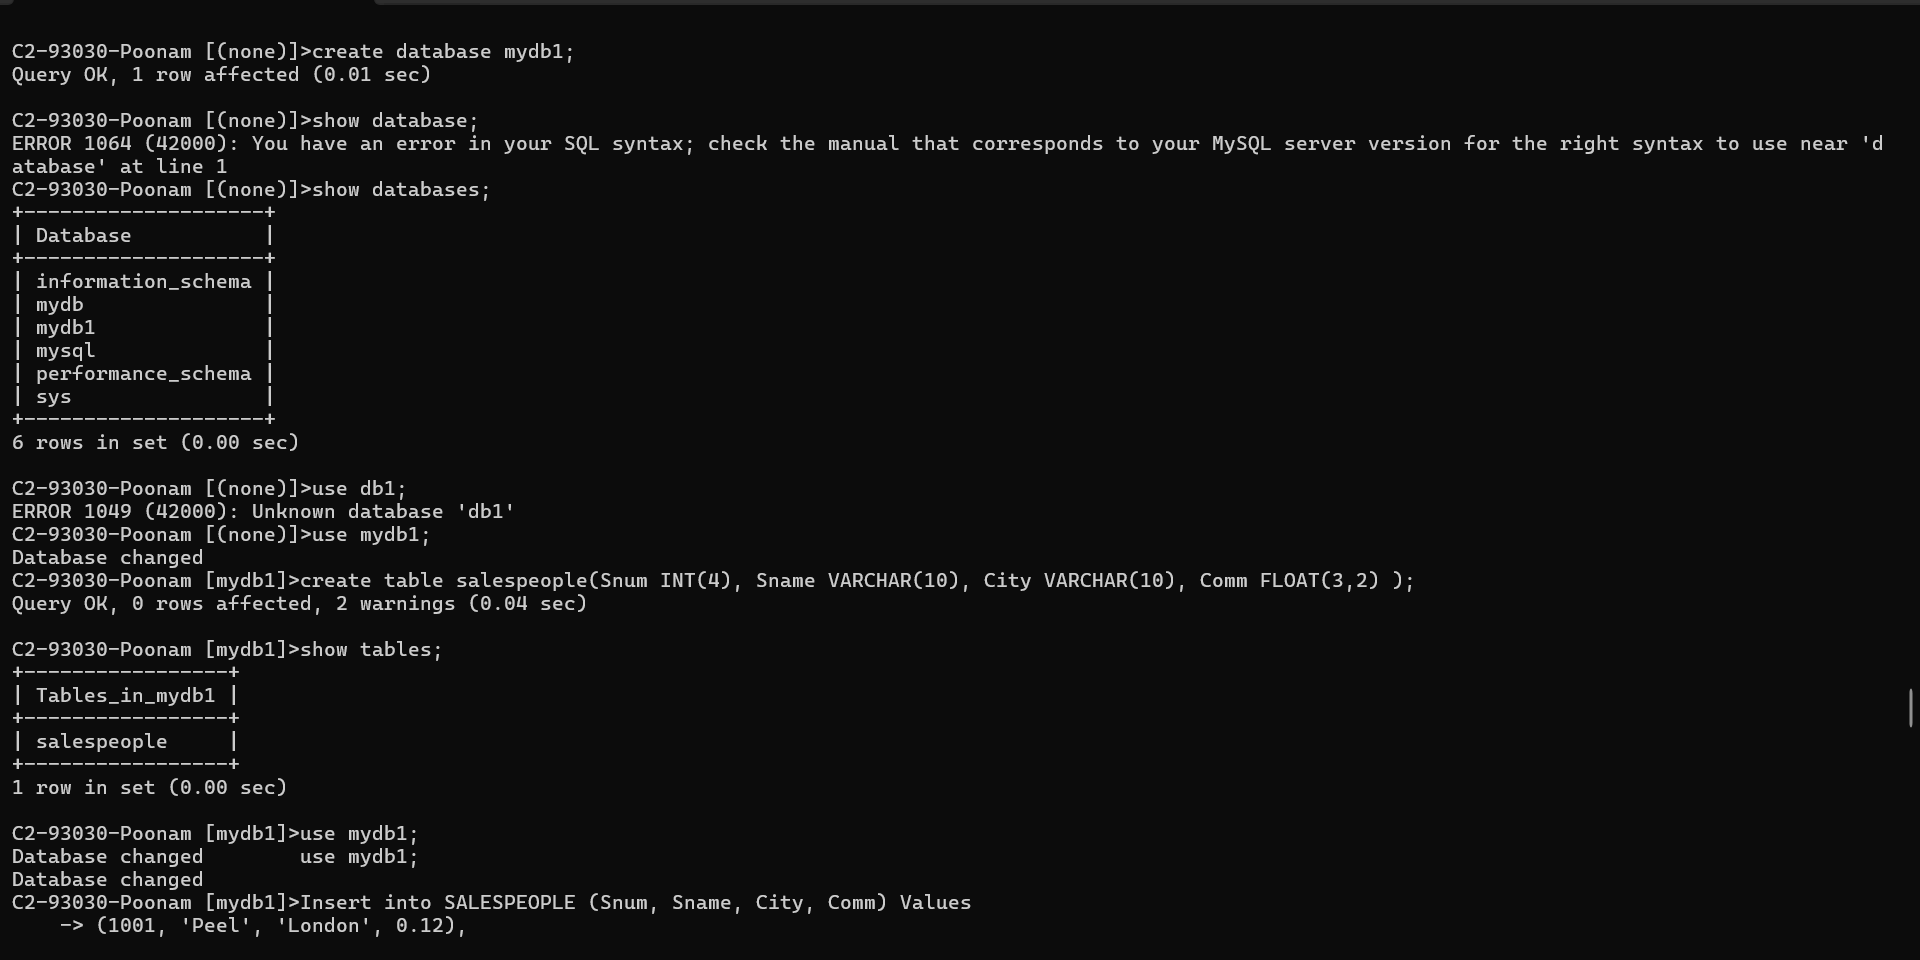 C2-93030-Poonam [(none)]>create database mydb1;
Query OK, 1 row affected (0.01 sec)
C2-93030-Poonam [(none)]>show database;
ERROR 1064 (42000): You have an error in your SQL syntax; check the manual that corresponds to your MySQL server version for the right syntax to use near 'd
atabase' at line 1
C2-93030-Poonam [(none)]>show databases;
+--------------------+
| Database           |
+--------------------+
| information_schema |
| mydb               |
| mydb1              |
| mysql              |
| performance_schema |
| sys                |
+--------------------+
6 rows in set (0.00 sec)
C2-93030-Poonam [(none)]>use db1;
ERROR 1049 (42000): Unknown database 'db1'
C2-93030-Poonam [(none)]>use mydb1;
Database changed
C2-93030-Poonam [mydb1]>create table salespeople(Snum INT(4), Sname VARCHAR(10), City VARCHAR(10), Comm FLOAT(3,2) );
Query OK, 0 rows affected, 2 warnings (0.04 sec)
C2-93030-Poonam [mydb1]>show tables;
+-----------------+
| Tables_in_mydb1 |
+-----------------+
| salespeople     |
+-----------------+
1 row in set (0.00 sec)
C2-93030-Poonam [mydb1]>use mydb1;
Database changed        use mydb1;
Database changed
C2-93030-Poonam [mydb1]>Insert into SALESPEOPLE (Snum, Sname, City, Comm) Values
    -> (1001, 'Peel', 'London', 0.12),